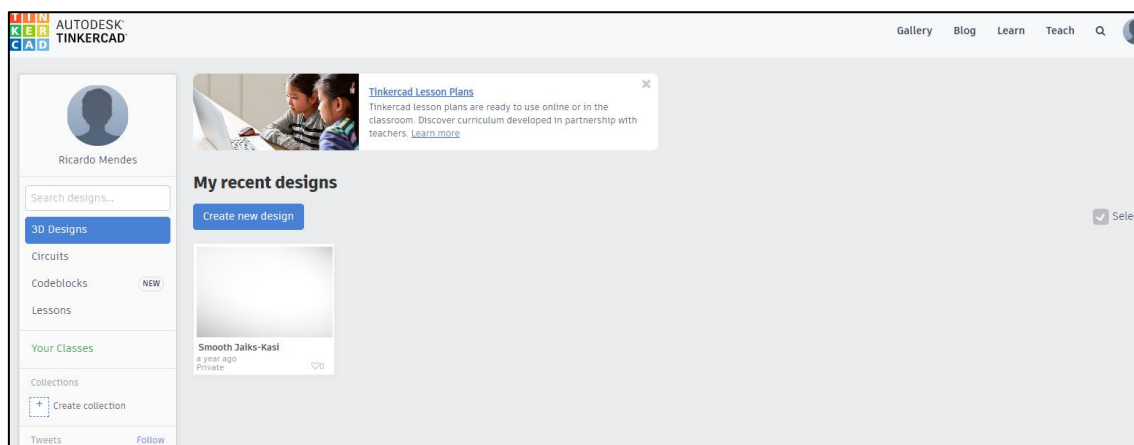 TIN
KER
CAD
AUTODESK®
TINKERCAD®
Gallery Blog Learn Teach
Ricardo Mendes
Search designs...
3D Designs
Circuits
Codeblocks NEW
Lessons
Your Classes
Collections
+ Create collection
Tweets Follow
Tinkercad Lesson Plans
Tinkercad lesson plans are ready to use online or in the
classroom. Discover curriculum developed in partnership with
teachers. Learn more
My recent designs
Create new design
Sele
Smooth Jaiks-Kasi
a year ago
Private 0